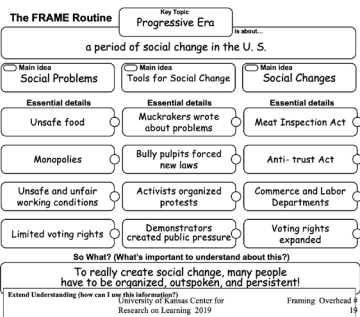 The FRAME Routine
Key Topic
Progressive Era
is about...
a period of social change in the U. S.
Main idea
Social Problems
Main idea
Tools for Social Change
Main idea
Social Changes
Essential details
Essential details
Essential details
Unsafe food
Muckrakers wrote
about problems
Meat Inspection Act
Monopolies
Bully pulpits forced
new laws
Anti- trust Act
Unsafe and unfair
working conditions
Activists organized
protests
Commerce and Labor
Departments
Limited voting rights
Demonstrators
created public pressure
Voting rights
expanded
So What? (What's important to understand about this?)
To really create social change, many people
have to be organized, outspoken, and persistent!
Extend Understanding (how can I use this information?)
University of Kansas Center for
Research on Learning 2019
Framing Overhead #
19